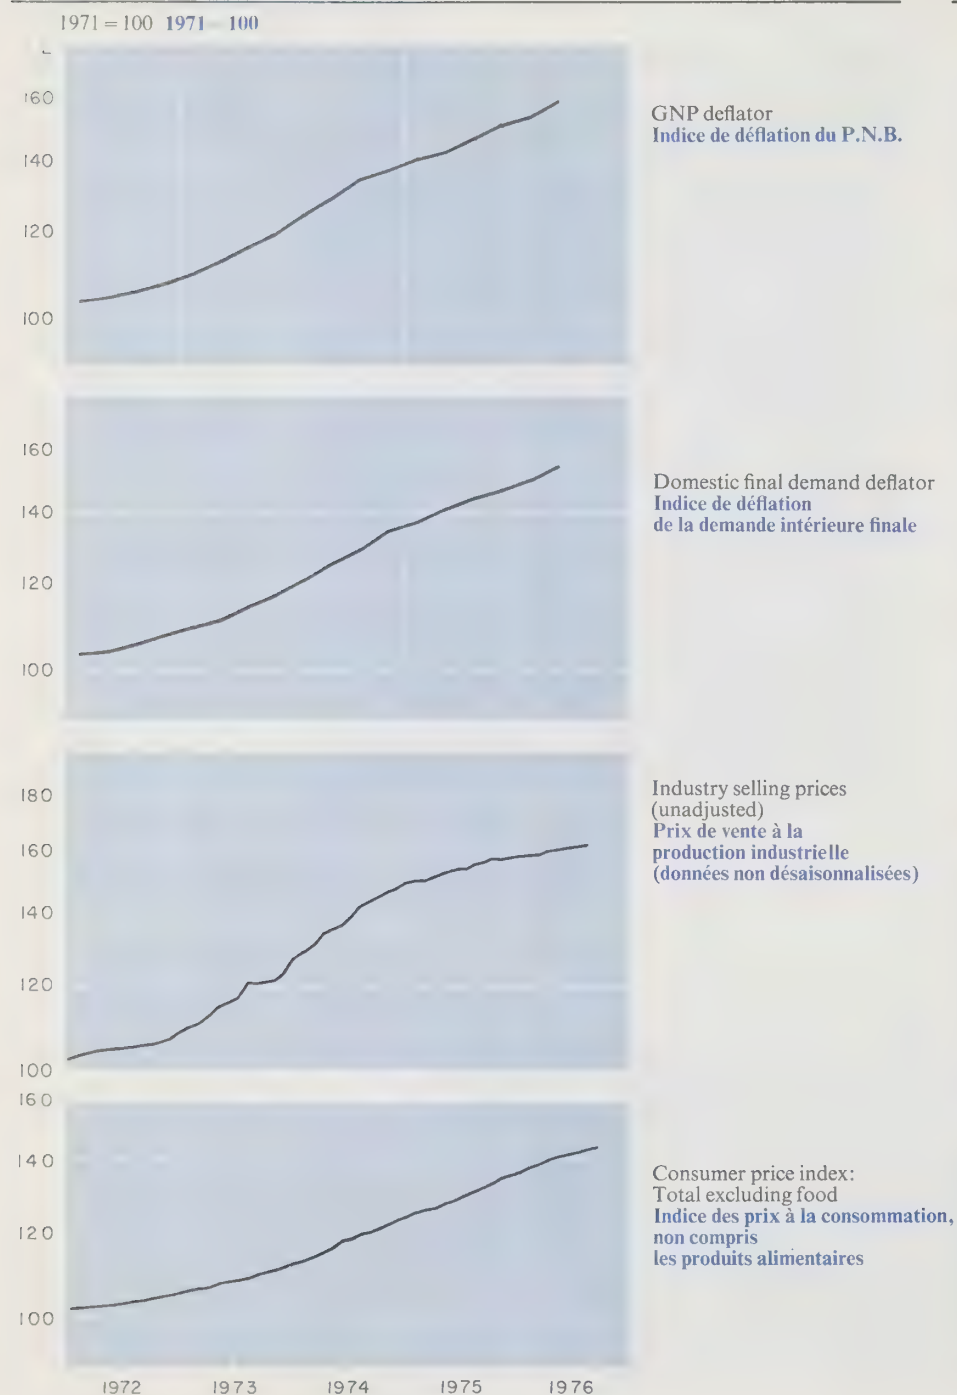 1971 = 100 1971 = 100
160
140
120
100
GNP deflator
Indice de déflation du P.N.B.
160
140
120
100
Domestic final demand deflator
Indice de déflation
de la demande intérieure finale
180
160
140
120
100
Industry selling prices
(unadjusted)
Prix de vente à la
production industrielle
(données non désaisonnalisées)
160
140
120
100
Consumer price index:
Total excluding food
Indice des prix à la consommation,
non compris
les produits alimentaires
1972 1973 1974 1975 1976